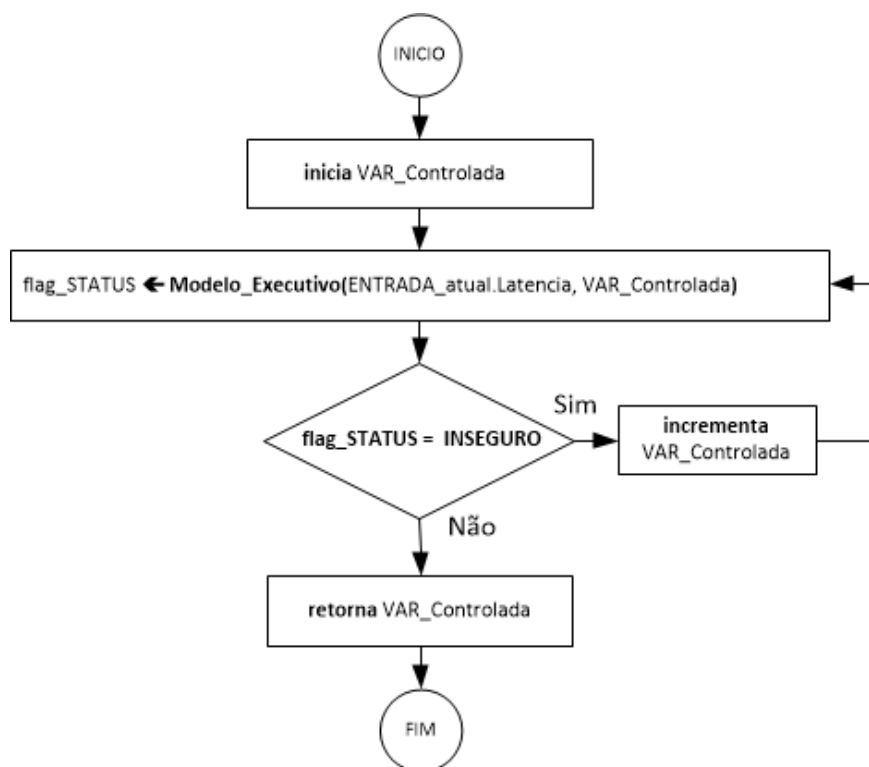 INICIO
inicia VAR_Controlada
flag_STATUS ← Modelo_Executivo(ENTRADA_atual.Latencia, VAR_Controlada)
flag_STATUS = INSEGURO
Sim
incrementa
VAR_Controlada
Não
retorna VAR_Controlada
FIM